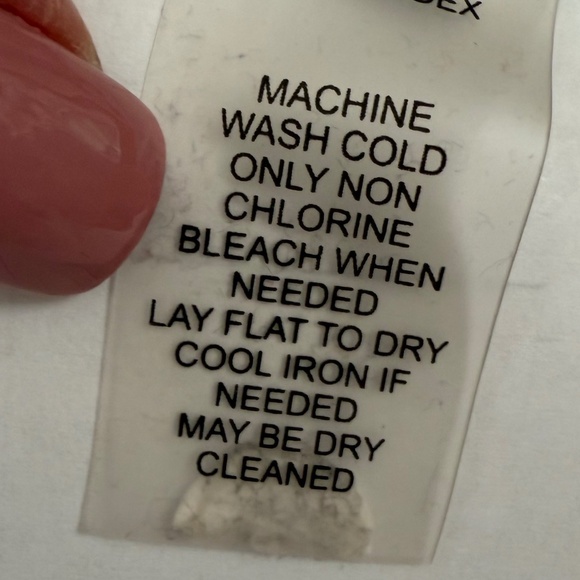 MACHINE
WASH COLD
ONLY NON
CHLORINE
BLEACH WHEN
NEEDED
LAY FLAT TO DRY
COOL IRON IF
NEEDED
MAY BE DRY
CLEANED